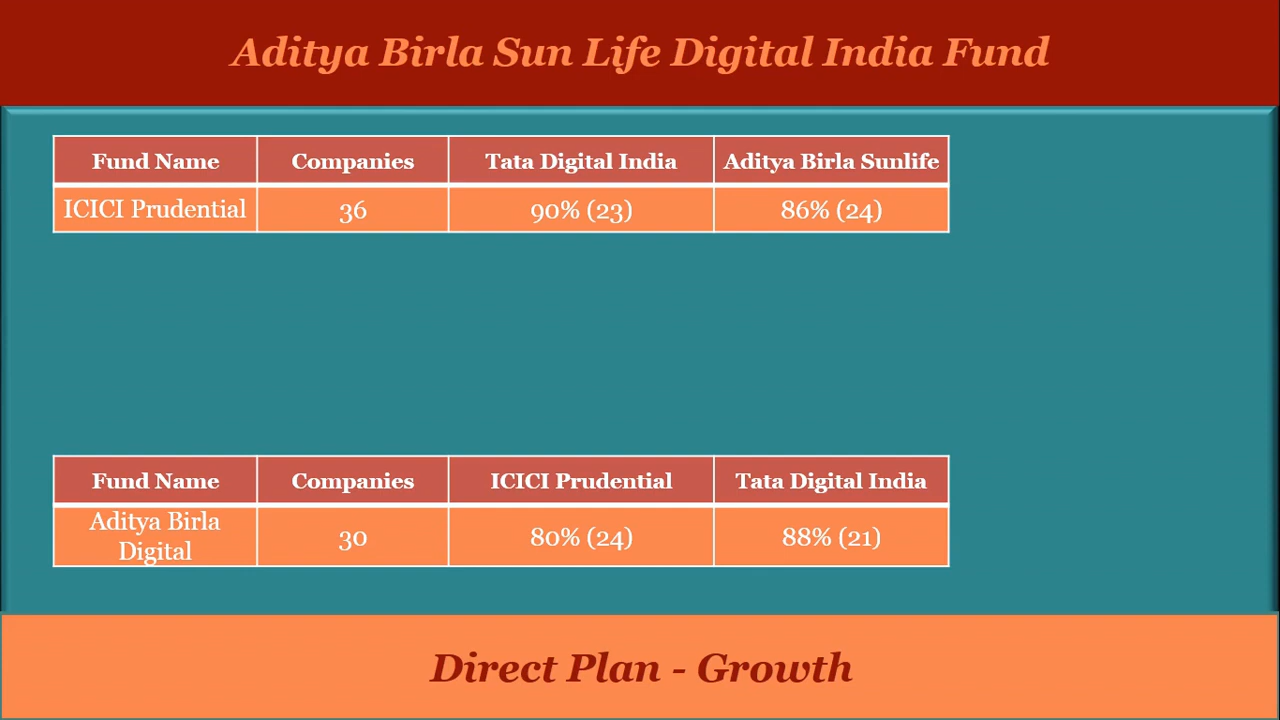 Aditya Birla Sun Life Digital India Fund
Fund Name Companies Tata Digital India Aditya Birla Sunlife
ICICI Prudential 36 90% (23) 86% (24)
Fund Name Companies ICICI Prudential Tata Digital India
Aditya Birla
Digital 30 80% (24) 88% (21)
Direct Plan - Growth